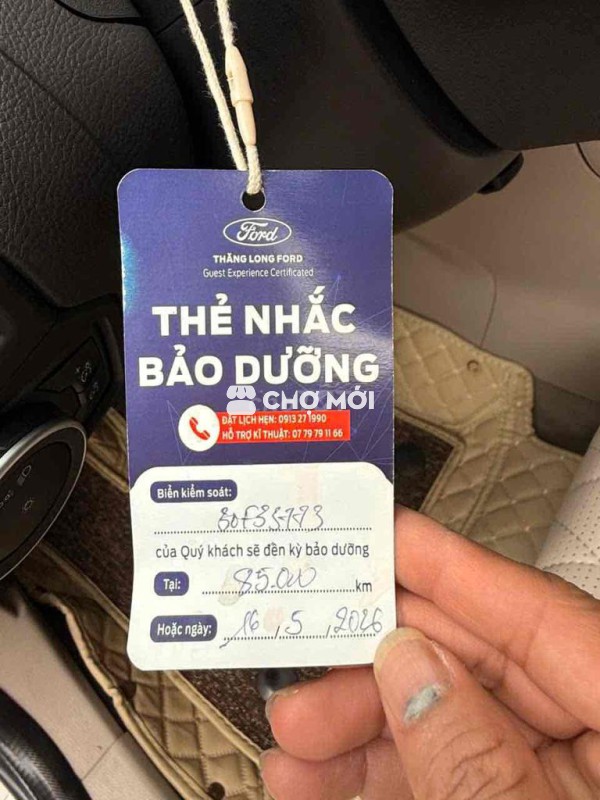 Ford
THĂNG LONG FORD
Guest Experience Certificated
THẺ NHẮC
BẢO DƯỠNG
CHỢ MỚI
ĐẶT LỊCH HẸN: 0913 27 1990
HỖ TRỢ KĨ THUẬT: 07 79 79 11 66
Biển kiểm soát:
của Quý khách sẽ đến kỳ bảo dưỡng
Tại: 85.000 km
Hoặc ngày: 16, 5, 2026